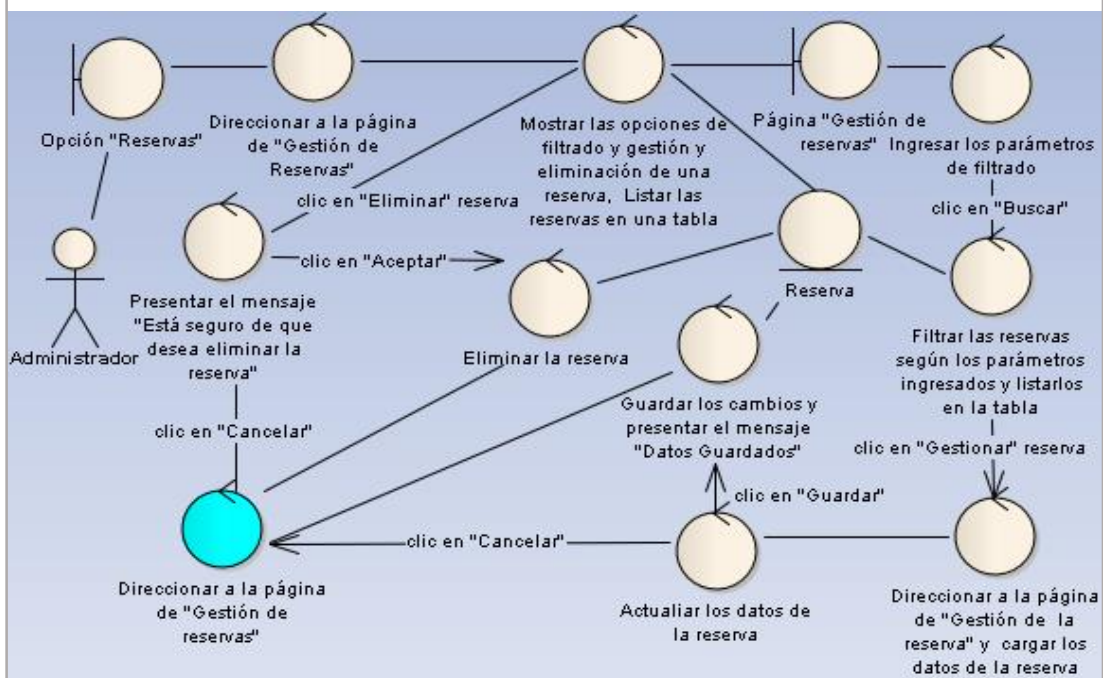 Opción "Reservas"
Direccionar a la página
de "Gestión de
Reservas"
Mostrar las opciones de
filtrado y gestión y
eliminación de una
reserva,  Listar las
reservas en una tabla
Página "Gestión de
reservas"
Ingresar los parámetros
de filtrado
clic en "Eliminar" reserva
clic en "Buscar"
clic en "Aceptar"
Administrador
Presentar el mensaje
"Está seguro de que
desea eliminar la
reserva"
Eliminar la reserva
Reserva
Filtrar las reservas
según los parámetros
ingresados y listarlos
en la tabla
Guardar los cambios y
presentar el mensaje
"Datos Guardados"
clic en "Cancelar"
clic en "Gestionar" reserva
clic en "Guardar"
clic en "Cancelar"
Direccionar a la página
de "Gestión de
reservas"
Actualiar los datos de
la reserva
Direccionar a la página
de "Gestión de  la
reserva" y  cargar los
datos de la reserva